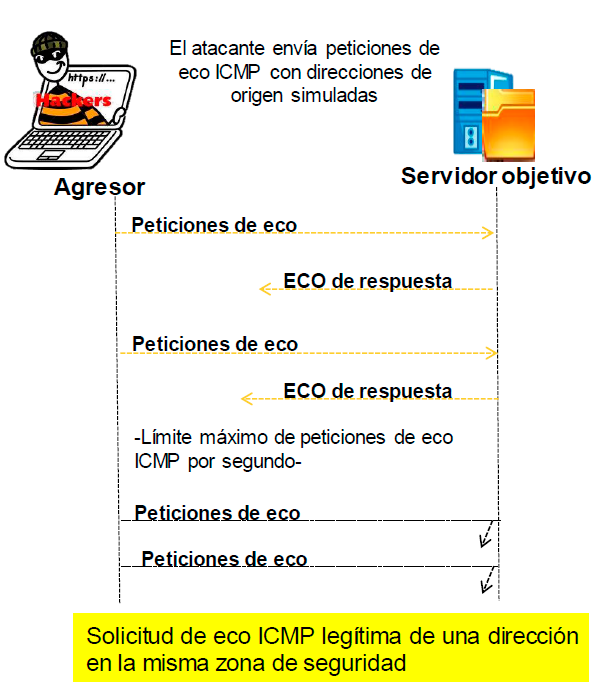 El atacante envía peticiones de
eco ICMP con direcciones de
origen simuladas
https://...
Hackers
Agresor
Servidor objetivo
Peticiones de eco
ECO de respuesta
Peticiones de eco
ECO de respuesta
-Límite máximo de peticiones de eco
ICMP por segundo-
Peticiones de eco
Peticiones de eco
Solicitud de eco ICMP legítima de una dirección
en la misma zona de seguridad